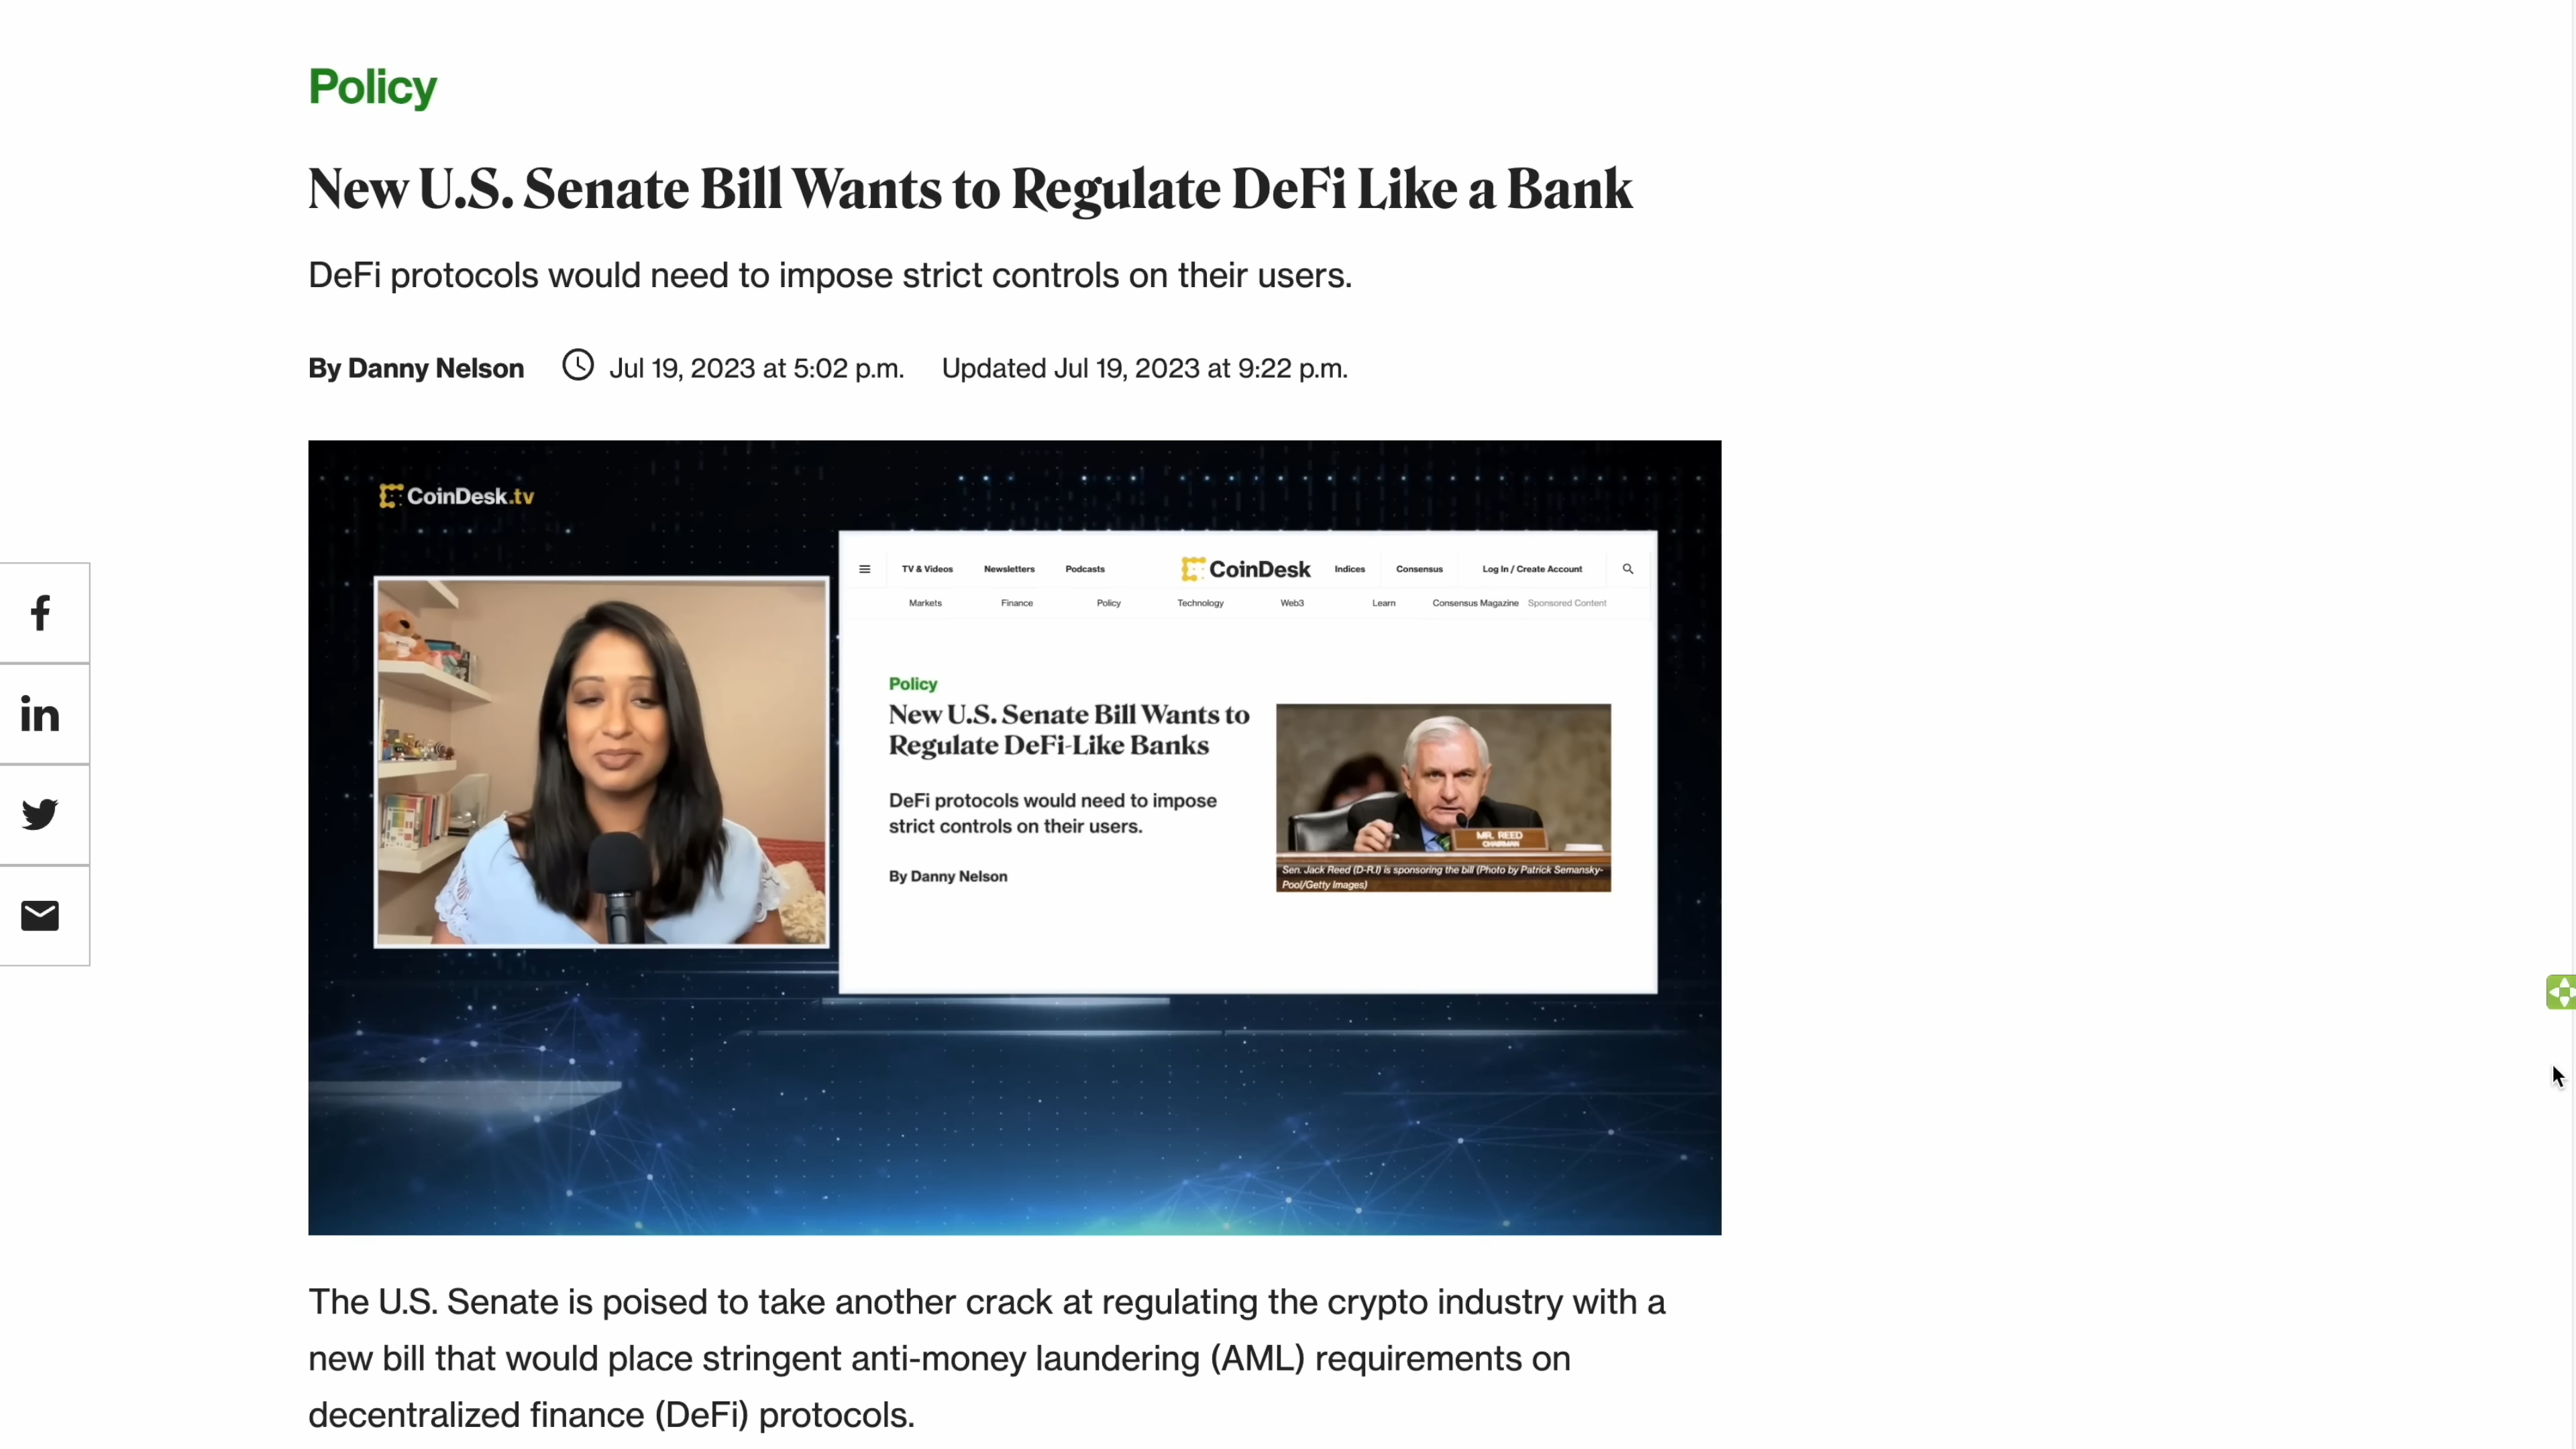 Policy
New U.S. Senate Bill Wants to Regulate DeFi Like a Bank
DeFi protocols would need to impose strict controls on their users.
By Danny Nelson Jul 19, 2023 at 5:02 p.m. Updated Jul 19, 2023 at 9:22 p.m.
CoinDesk.tv
TV & Videos Newsletters Podcasts CoinDesk Indices Consensus Log In / Create Account
Markets Finance Policy Technology Web3 Learn Consensus Magazine Sponsored Content
Policy
New U.S. Senate Bill Wants to
Regulate DeFi-Like Banks
DeFi protocols would need to impose
strict controls on their users.
By Danny Nelson
MR. REED
CHAIRMAN
Sen. Jack Reed (D-R.I) is sponsoring the bill (Photo by Patrick Semansky-
Pool/Getty Images)
The U.S. Senate is poised to take another crack at regulating the crypto industry with a
new bill that would place stringent anti-money laundering (AML) requirements on
decentralized finance (DeFi) protocols.